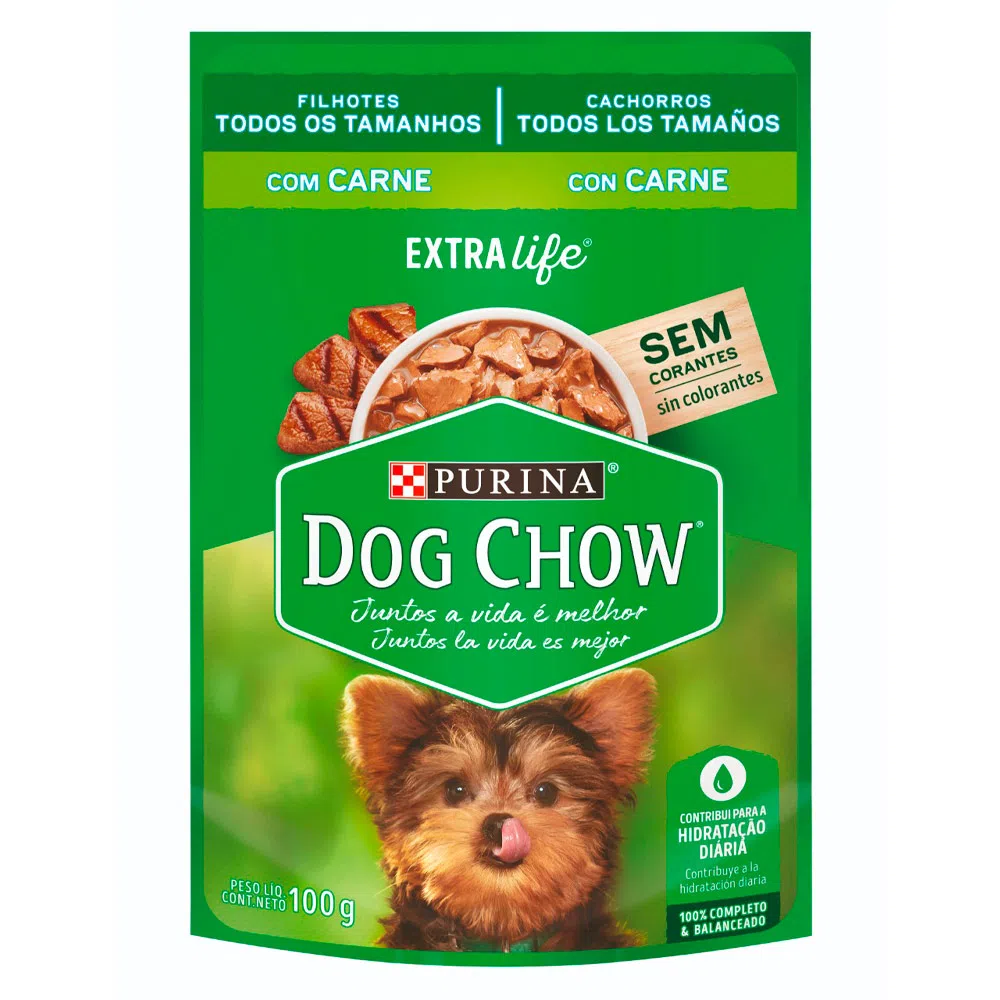 FILHOTES
TODOS OS TAMANHOS
CACHORROS
TODOS LOS TAMAÑOS
COM CARNE
CON CARNE
EXTRA life®
SEM
CORANTES
sin colorantes
PURINA®
DOG CHOW®
Juntos a vida é melhor
Juntos la vida es mejor
CONTRIBUI PARA A
HIDRATAÇÃO
DIÁRIA
Contribuye a la
hidratación diaria
100% COMPLETO
& BALANCEADO
PESO LÍQ.
CONT.NETO 100g